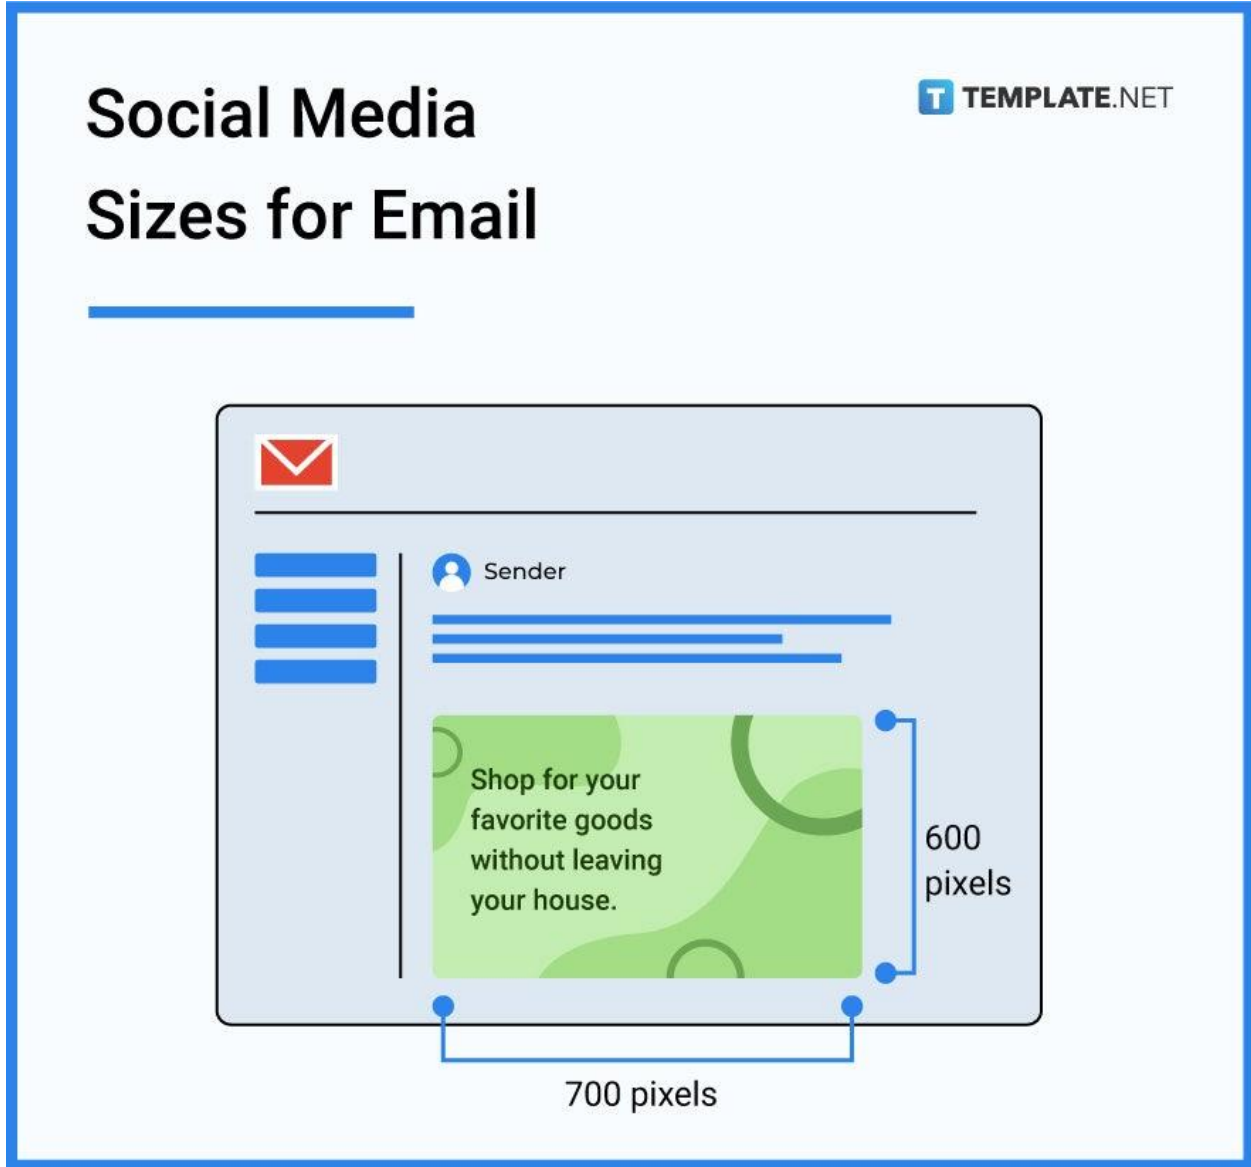 Social Media
Sizes for Email
T TEMPLATE.NET
Sender
Shop for your
favorite goods
without leaving
your house.
600
pixels
700 pixels